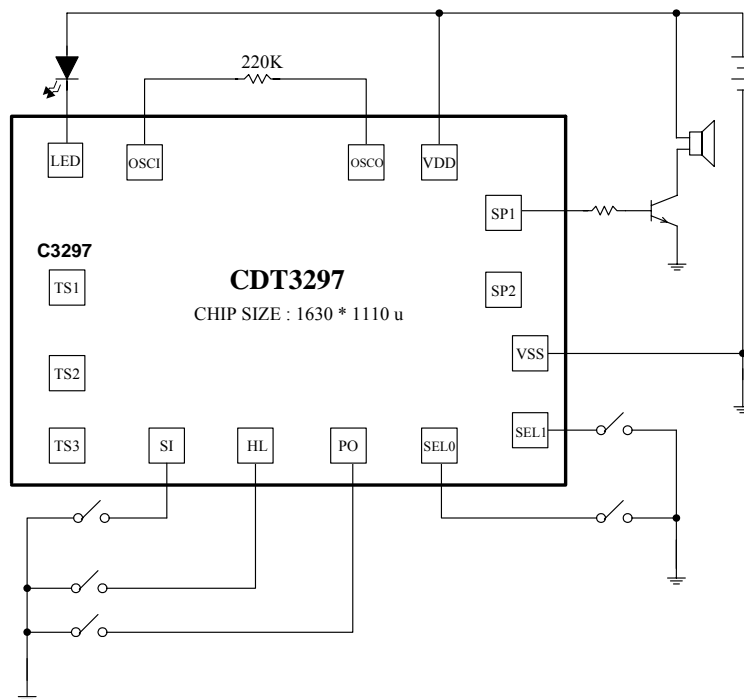 220K
LED
OSCI
OSCO
VDD
SP1
C3297
TS1
CDT3297
SP2
CHIP SIZE : 1630 * 1110 u
VSS
TS2
TS3
SI
HL
PO
SEL0
SEL1